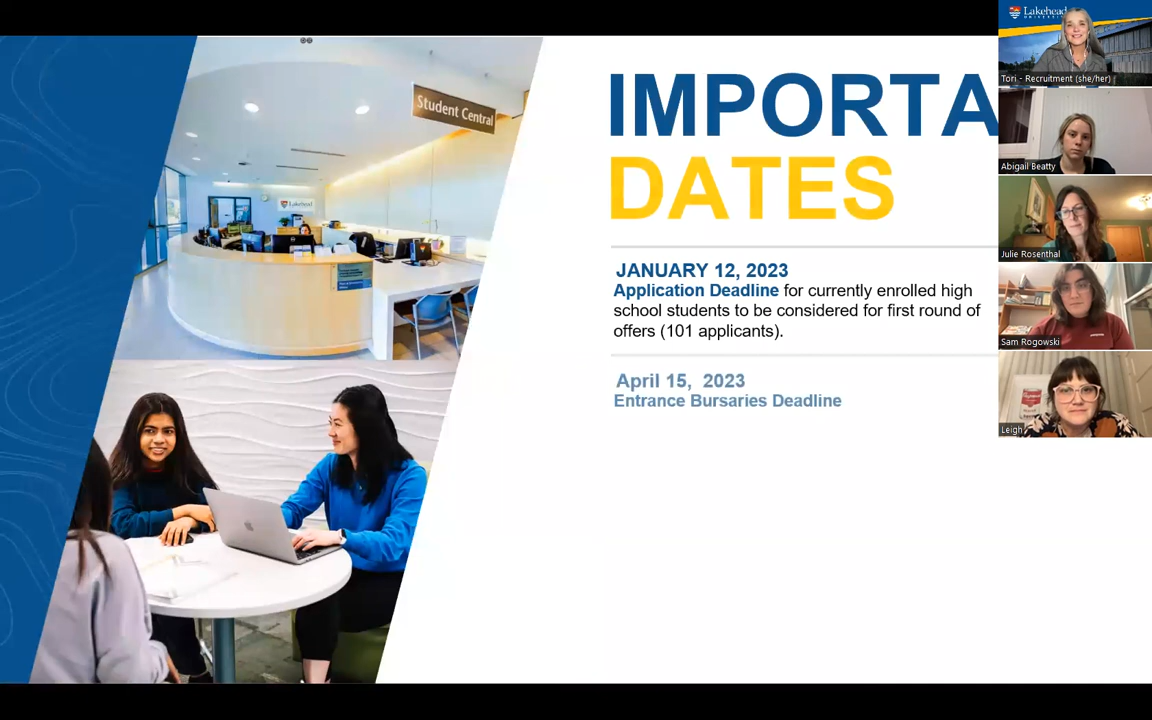 Student Central
Lakehead
IMPORTA
DATES
JANUARY 12, 2023
Application Deadline for currently enrolled high
school students to be considered for first round of
offers (101 applicants).
April 15, 2023
Entrance Bursaries Deadline
Lakehead
UNIVERSITY
Tori - Recruitment (she/her)
Abigail Beatty
Julie Rosenthal
Sam Rogowski
Leigh